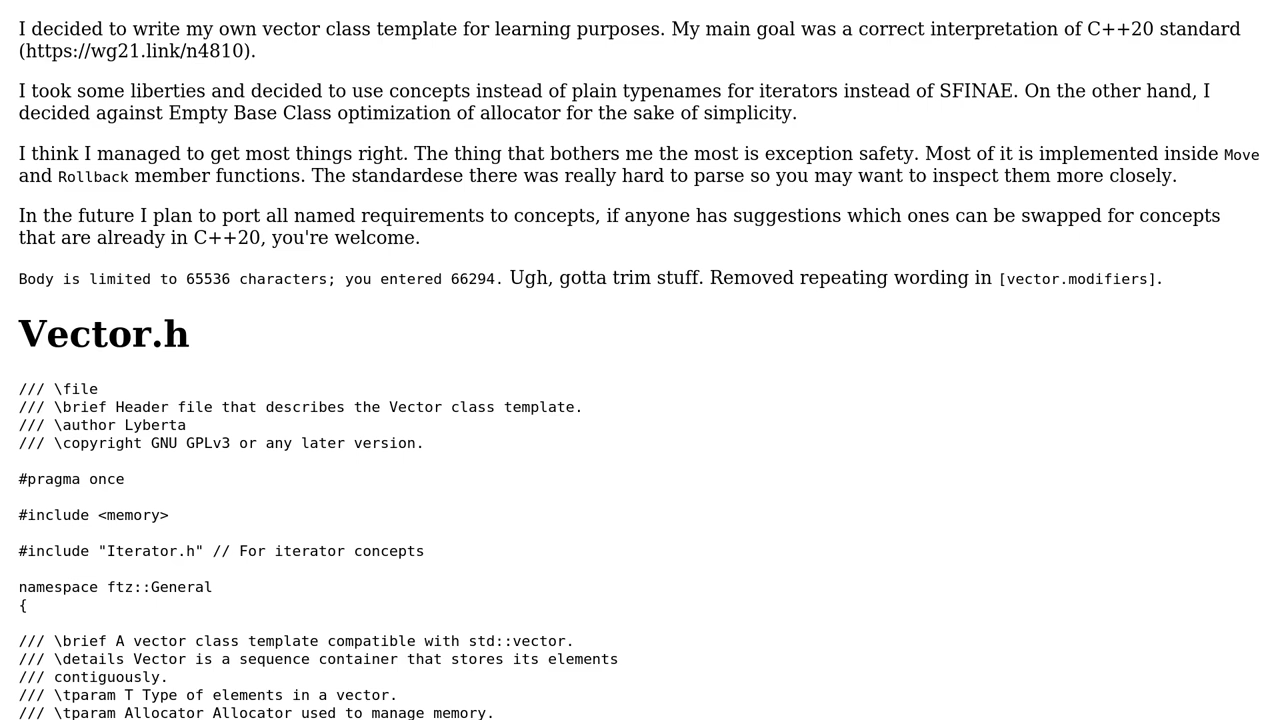 I decided to write my own vector class template for learning purposes. My main goal was a correct interpretation of C++20 standard
(https://wg21.link/n4810).
I took some liberties and decided to use concepts instead of plain typenames for iterators instead of SFINAE. On the other hand, I
decided against Empty Base Class optimization of allocator for the sake of simplicity.
I think I managed to get most things right. The thing that bothers me the most is exception safety. Most of it is implemented inside Move
and Rollback member functions. The standardese there was really hard to parse so you may want to inspect them more closely.
In the future I plan to port all named requirements to concepts, if anyone has suggestions which ones can be swapped for concepts
that are already in C++20, you're welcome.
Body is limited to 65536 characters; you entered 66294. Ugh, gotta trim stuff. Removed repeating wording in [vector.modifiers].
Vector.h
/// \file
/// \brief Header file that describes the Vector class template.
/// \author Lyberta
/// \copyright GNU GPLv3 or any later version.
#pragma once
#include <memory>
#include "Iterator.h" // For iterator concepts
namespace ftz::General
{
/// \brief A vector class template compatible with std::vector.
/// \details Vector is a sequence container that stores its elements
/// contiguously.
/// \tparam T Type of elements in a vector.
/// \tparam Allocator Allocator used to manage memory.